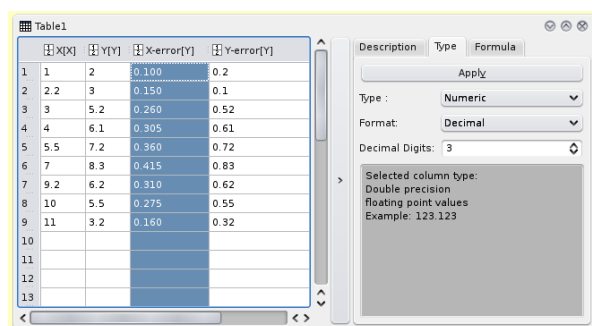 Table1
X[X] Y[Y] X-error[Y] Y-error[Y]
1 1 2 0.100 0.2
2 2.2 3 0.150 0.1
3 3 5.2 0.260 0.52
4 4 6.1 0.305 0.61
5 5.5 7.2 0.360 0.72
6 7 8.3 0.415 0.83
7 9.2 6.2 0.310 0.62
8 10 5.5 0.275 0.55
9 11 3.2 0.160 0.32
10
11
12
13
Description Type Formula
Apply
Type : Numeric
Format: Decimal
Decimal Digits: 3
Selected column type:
Double precision
floating point values
Example: 123.123